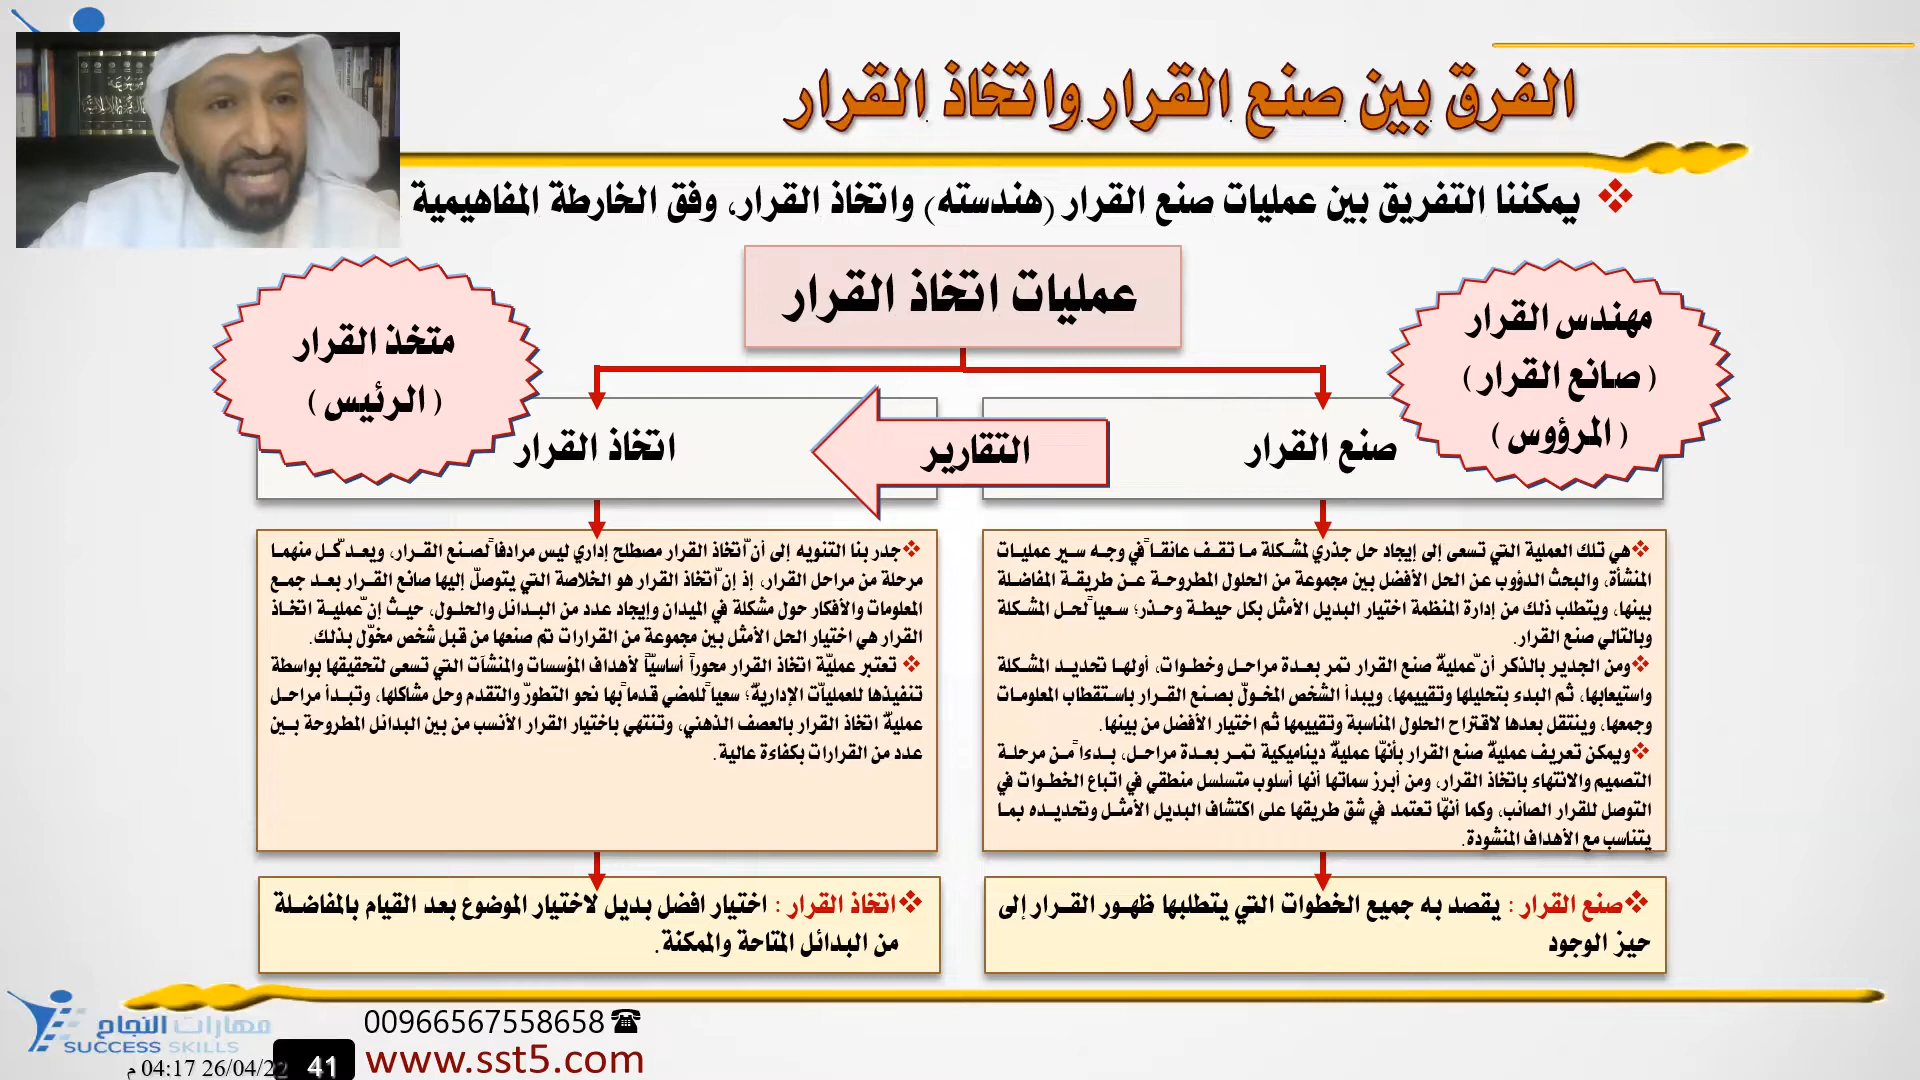 الفرق بين صنع القرار واتخاذ القرار
❖ يمكننا التفريق بين عمليات صنع القرار (هندسته) واتخاذ القرار، وفق الخارطة المفاهيمية
عمليات اتخاذ القرار
مهندس القرار
( صانع القرار )
( المرؤوس )
متخذ القرار
( الرئيس )
صنع القرار
التقارير
اتخاذ القرار
❖هي تلك العملية التي تسعى إلى إيجاد حل جذري لمشكلة ما تقف عائقاً في وجه سير عمليات
المنشأة، والبحث الدؤوب عن الحل الأفضل بين مجموعة من الحلول المطروحة عن طريقة المفاضلة
بينها، ويتطلب ذلك من إدارة المنظمة اختيار البديل الأمثل بكل حيطة وحذر؛ سعياً لحل المشكلة
وبالتالي صنع القرار.
❖ومن الجدير بالذكر أنّ عملية صنع القرار تمر بعدة مراحل وخطوات، أولها تحديد المشكلة
واستيعابها، ثم البدء بتحليلها وتقييمها، ويبدأ الشخص المخولّ بصنع القرار باستقطاب المعلومات
وجمعها، وينتقل بعدها لاقتراح الحلول المناسبة وتقييمها ثم اختيار الأفضل من بينها.
❖ويمكن تعريف عملية صنع القرار بأنهّا عملية ديناميكية تمر بعدة مراحل، بدءاً من مرحلة
التصميم والانتهاء باتخاذ القرار، ومن أبرز سماتها أنها أسلوب متسلسل منطقي في اتباع الخطوات في
التوصل للقرار الصائب، وكما أنهّا تعتمد في شق طريقها على اكتشاف البديل الأمثل وتحديده بما
يتناسب مع الأهداف المنشودة.
❖جدر بنا التنويه إلى أنّ اتخاذ القرار مصطلح إداري ليس مرادفاً لصنع القرار، ويعد كّل منهما
مرحلة من مراحل القرار، إذ إنّ اتخاذ القرار هو الخلاصة التي يتوصلّ إليها صانع القرار بعد جمع
المعلومات والأفكار حول مشكلة في الميدان وإيجاد عدد من البدائل والحلول، حيث إنّ عملية اتخاذ
القرار هي اختيار الحل الأمثل بين مجموعة من القرارات تم صنعها من قبل شخص مخوّل بذلك.
❖ تعتبر عمليّة اتخاذ القرار محوراً أساسيّاً لأهداف المؤسسات والمنشآت التي تسعى لتحقيقها بواسطة
تنفيذها للعمليّات الإدارية؛ سعياً للمضي قدماً بها نحو التطورّ والتقدم وحل مشاكلها، وتبدأ مراحل
عملية اتخاذ القرار بالعصف الذهني، وتنتهي باختيار القرار الأنسب من بين البدائل المطروحة بين
عدد من القرارات بكفاءة عالية.
❖صنع القرار : يقصد به جميع الخطوات التي يتطلبها ظهور القرار إلى
حيز الوجود
❖اتخاذ القرار : اختيار افضل بديل لاختيار الموضوع بعد القيام بالمفاضلة
من البدائل المتاحة والممكنة.
مهارات النجاح
SUCCESS SKILLS
00966567558658 ☎
www.sst5.com
26/04/22 04:17 م
41